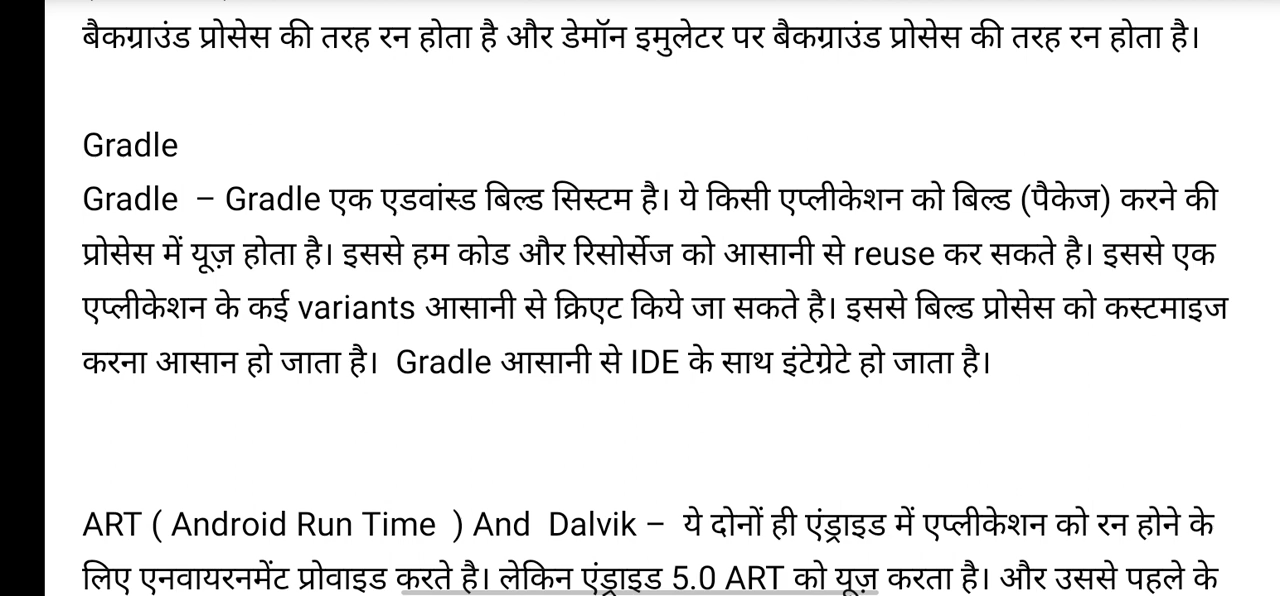 बैकग्राउंड प्रोसेस की तरह रन होता है और डेमॉन इमुलेटर पर बैकग्राउंड प्रोसेस की तरह रन होता है।
Gradle
Gradle – Gradle एक एडवांस्ड बिल्ड सिस्टम है। ये किसी एप्लीकेशन को बिल्ड (पैकेज) करने की
प्रोसेस में यूज़ होता है। इससे हम कोड और रिसोर्सेज को आसानी से reuse कर सकते है। इससे एक
एप्लीकेशन के कई variants आसानी से क्रिएट किये जा सकते है। इससे बिल्ड प्रोसेस को कस्टमाइज
करना आसान हो जाता है। Gradle आसानी से IDE के साथ इंटेग्रेटे हो जाता है।
ART ( Android Run Time ) And Dalvik – ये दोनों ही एंड्राइड में एप्लीकेशन को रन होने के
लिए एनवायरनमेंट प्रोवाइड करते है। लेकिन एंड्राइड 5.0 ART को यूज़ करता है। और उससे पहले के